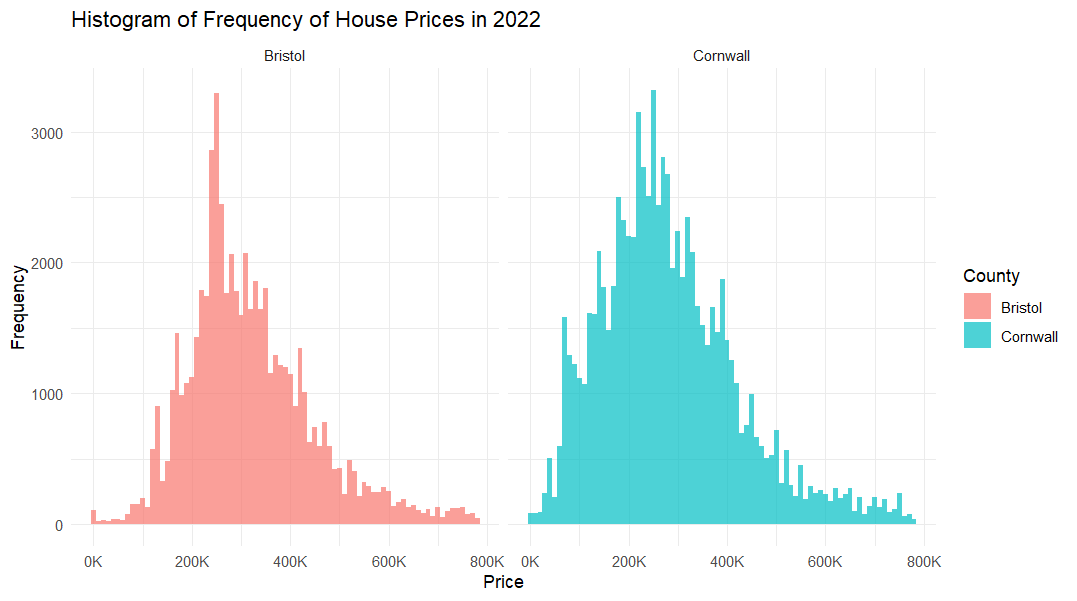 Histogram of Frequency of House Prices in 2022
Bristol
Cornwall
3000
2000
1000
0
Frequency
0K 200K 400K 600K 800K
0K 200K 400K 600K 800K
Price
County
Bristol
Cornwall